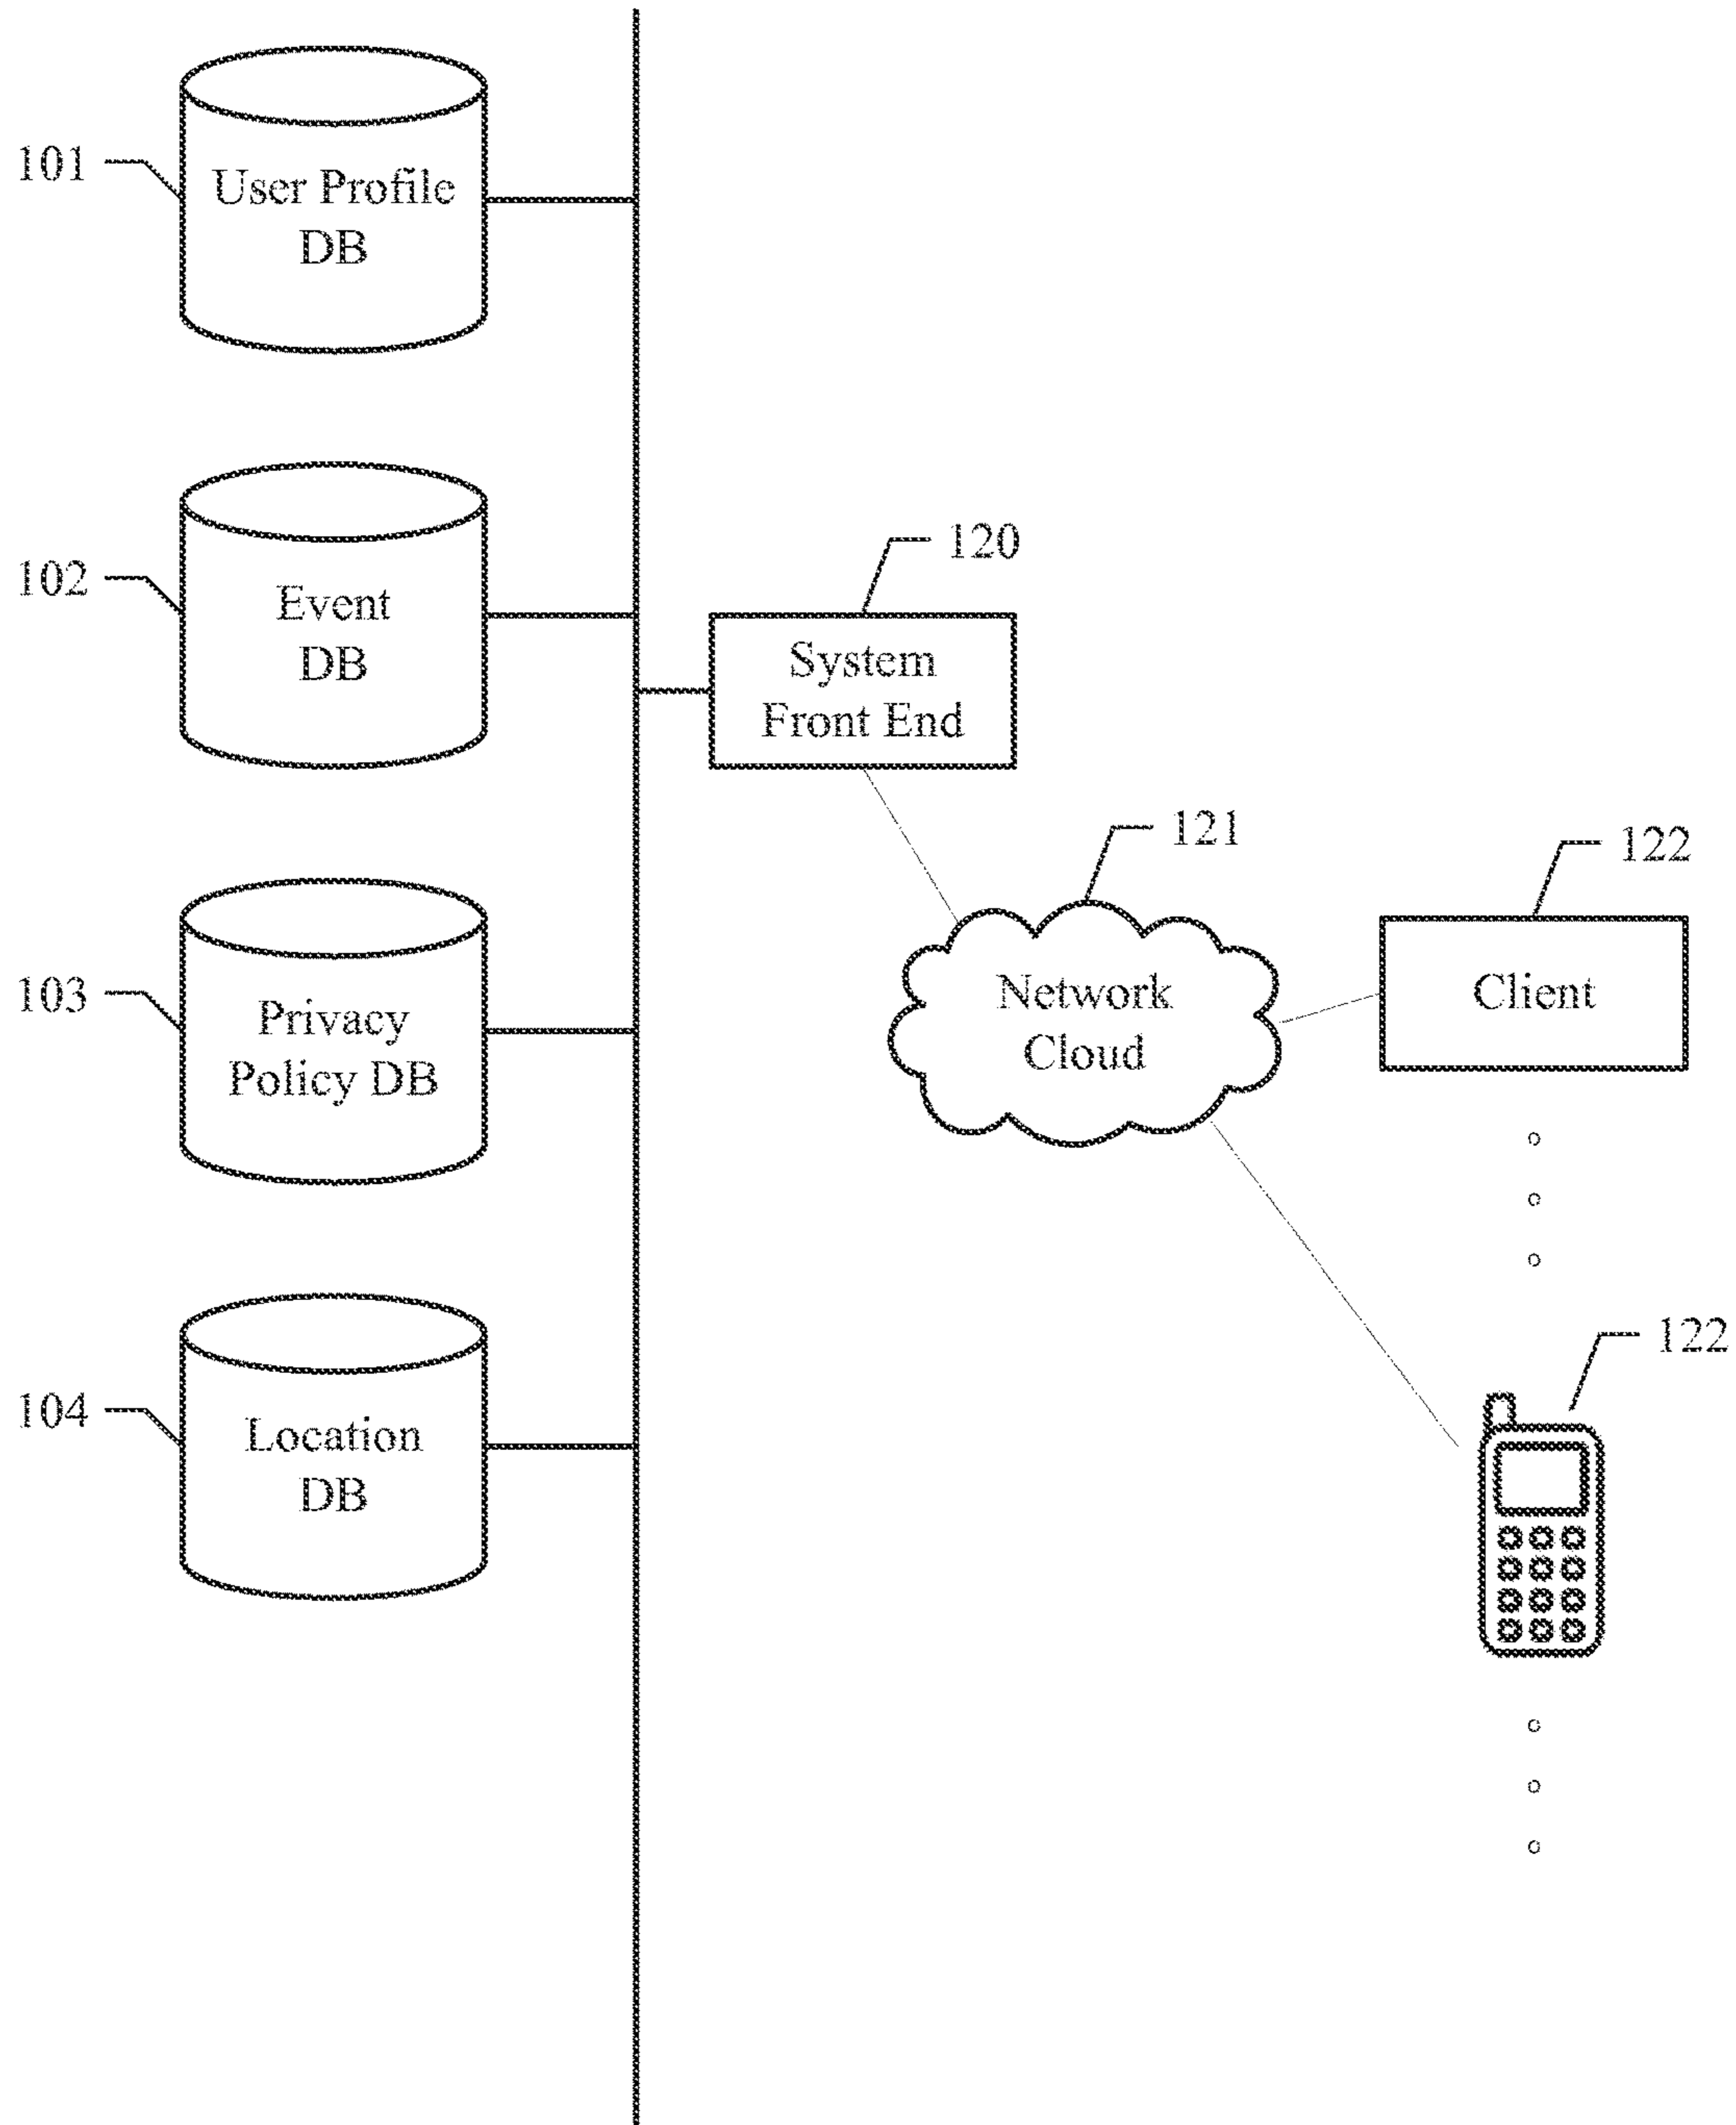 101
User Profile
DB
102
Event
DB
120
System
Front End
121
Network
Cloud
122
Client
103
Privacy
Policy DB
122
104
Location
DB